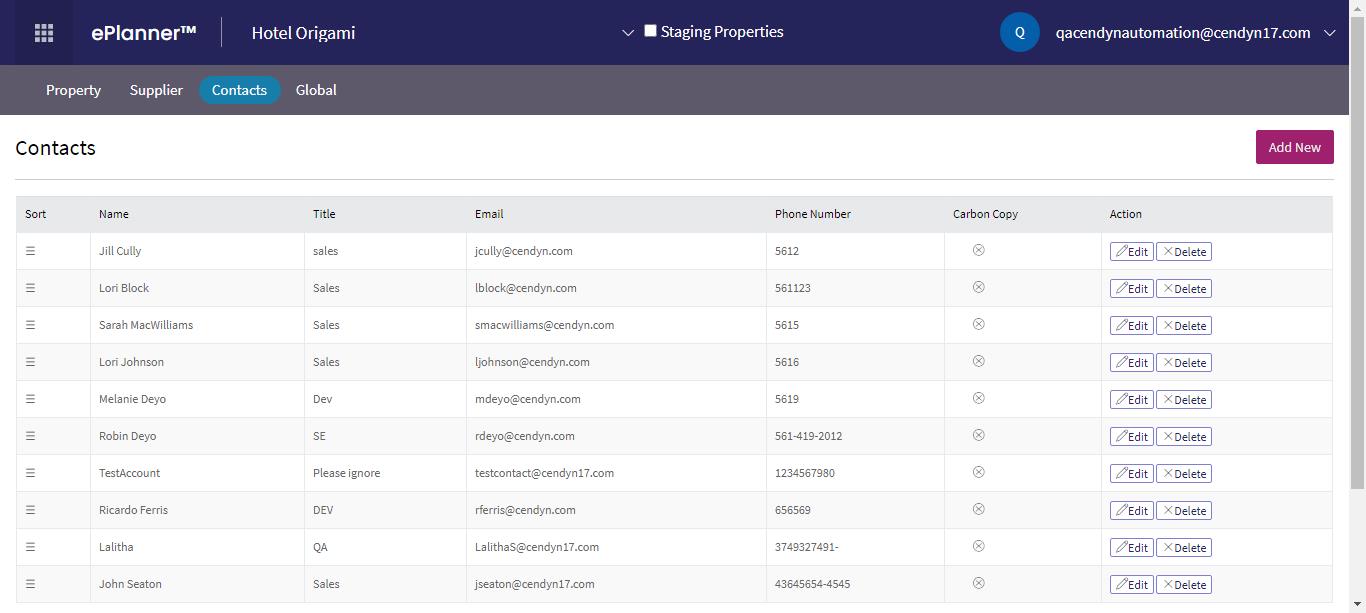 ePlanner™ Hotel Origami Staging Properties Q qacendynautomation@cendyn17.com
Property Supplier Contacts Global
Contacts Add New
Sort Name Title Email Phone Number Carbon Copy Action
Jill Cully sales jcully@cendyn.com 5612 Edit Delete
Lori Block Sales lblock@cendyn.com 561123 Edit Delete
Sarah MacWilliams Sales smacwilliams@cendyn.com 5615 Edit Delete
Lori Johnson Sales ljohnson@cendyn.com 5616 Edit Delete
Melanie Deyo Dev mdeyo@cendyn.com 5619 Edit Delete
Robin Deyo SE rdeyo@cendyn.com 561-419-2012 Edit Delete
TestAccount Please ignore testcontact@cendyn17.com 1234567980 Edit Delete
Ricardo Ferris DEV rferris@cendyn.com 656569 Edit Delete
Lalitha QA LalithaS@cendyn17.com 3749327491- Edit Delete
John Seaton Sales jseaton@cendyn17.com 43645654-4545 Edit Delete